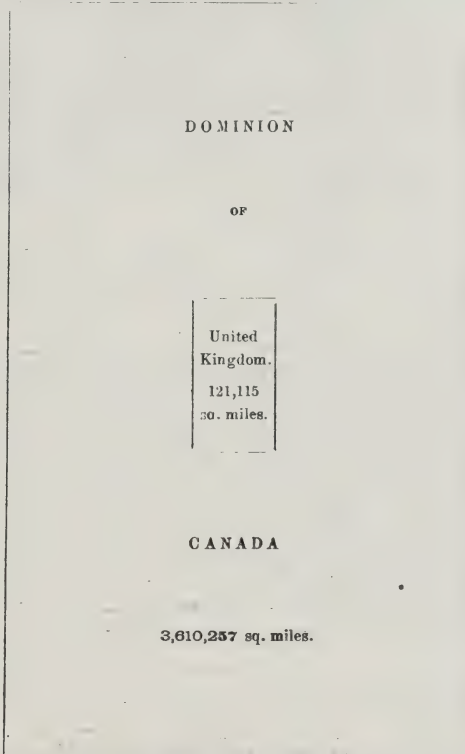 DOMINION
OF
United
Kingdom.
121,115
sq. miles.
CANADA
3,610,257 sq. miles.